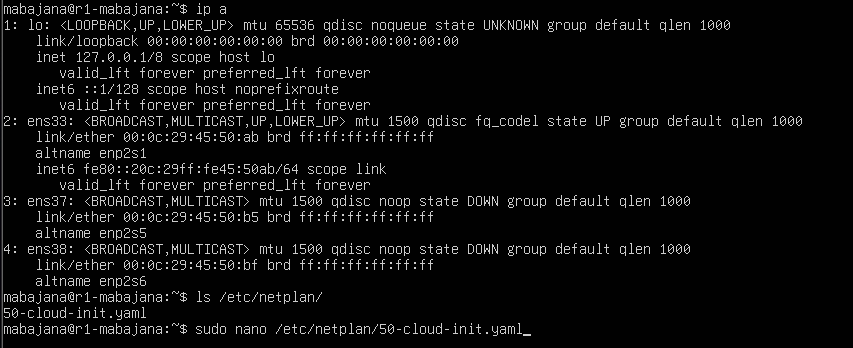 mabajana@r1-mabajana:~$ ip a
1: lo: <LOOPBACK,UP,LOWER_UP> mtu 65536 qdisc noqueue state UNKNOWN group default qlen 1000
    link/loopback 00:00:00:00:00:00 brd 00:00:00:00:00:00
    inet 127.0.0.1/8 scope host lo
       valid_lft forever preferred_lft forever
    inet6 ::1/128 scope host noprefixroute
       valid_lft forever preferred_lft forever
2: ens33: <BROADCAST,MULTICAST,UP,LOWER_UP> mtu 1500 qdisc fq_codel state UP group default qlen 1000
    link/ether 00:0c:29:45:50:ab brd ff:ff:ff:ff:ff:ff
    altname enp2s1
    inet6 fe80::20c:29ff:fe45:50ab/64 scope link
       valid_lft forever preferred_lft forever
3: ens37: <BROADCAST,MULTICAST> mtu 1500 qdisc noop state DOWN group default qlen 1000
    link/ether 00:0c:29:45:50:b5 brd ff:ff:ff:ff:ff:ff
    altname enp2s5
4: ens38: <BROADCAST,MULTICAST> mtu 1500 qdisc noop state DOWN group default qlen 1000
    link/ether 00:0c:29:45:50:bf brd ff:ff:ff:ff:ff:ff
    altname enp2s6
mabajana@r1-mabajana:~$ ls /etc/netplan/
50-cloud-init.yaml
mabajana@r1-mabajana:~$ sudo nano /etc/netplan/50-cloud-init.yaml_